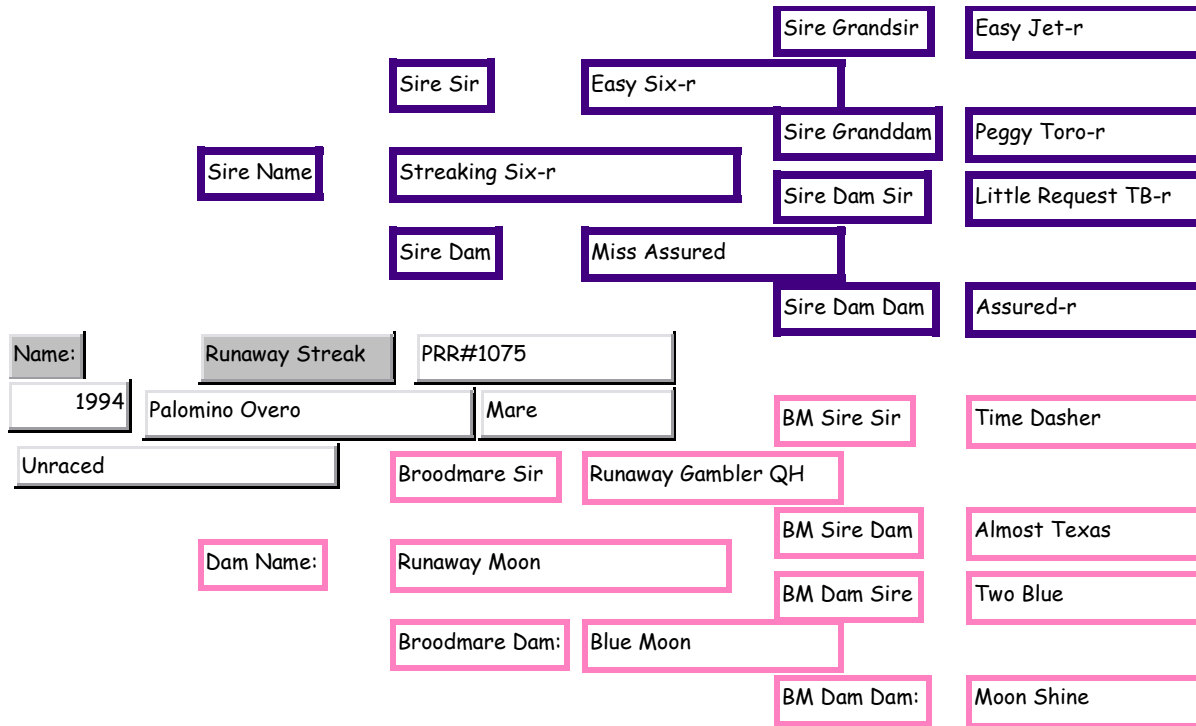 Sire Grandsir Easy Jet-r
Sire Sir Easy Six-r
Sire Granddam Peggy Toro-r
Sire Name Streaking Six-r
Sire Dam Sir Little Request TB-r
Sire Dam Miss Assured
Sire Dam Dam Assured-r
Name: Runaway Streak PRR#1075
1994 Palomino Overo Mare
BM Sire Sir Time Dasher
Unraced
Broodmare Sir Runaway Gambler QH
BM Sire Dam Almost Texas
Dam Name: Runaway Moon
BM Dam Sire Two Blue
Broodmare Dam: Blue Moon
BM Dam Dam: Moon Shine